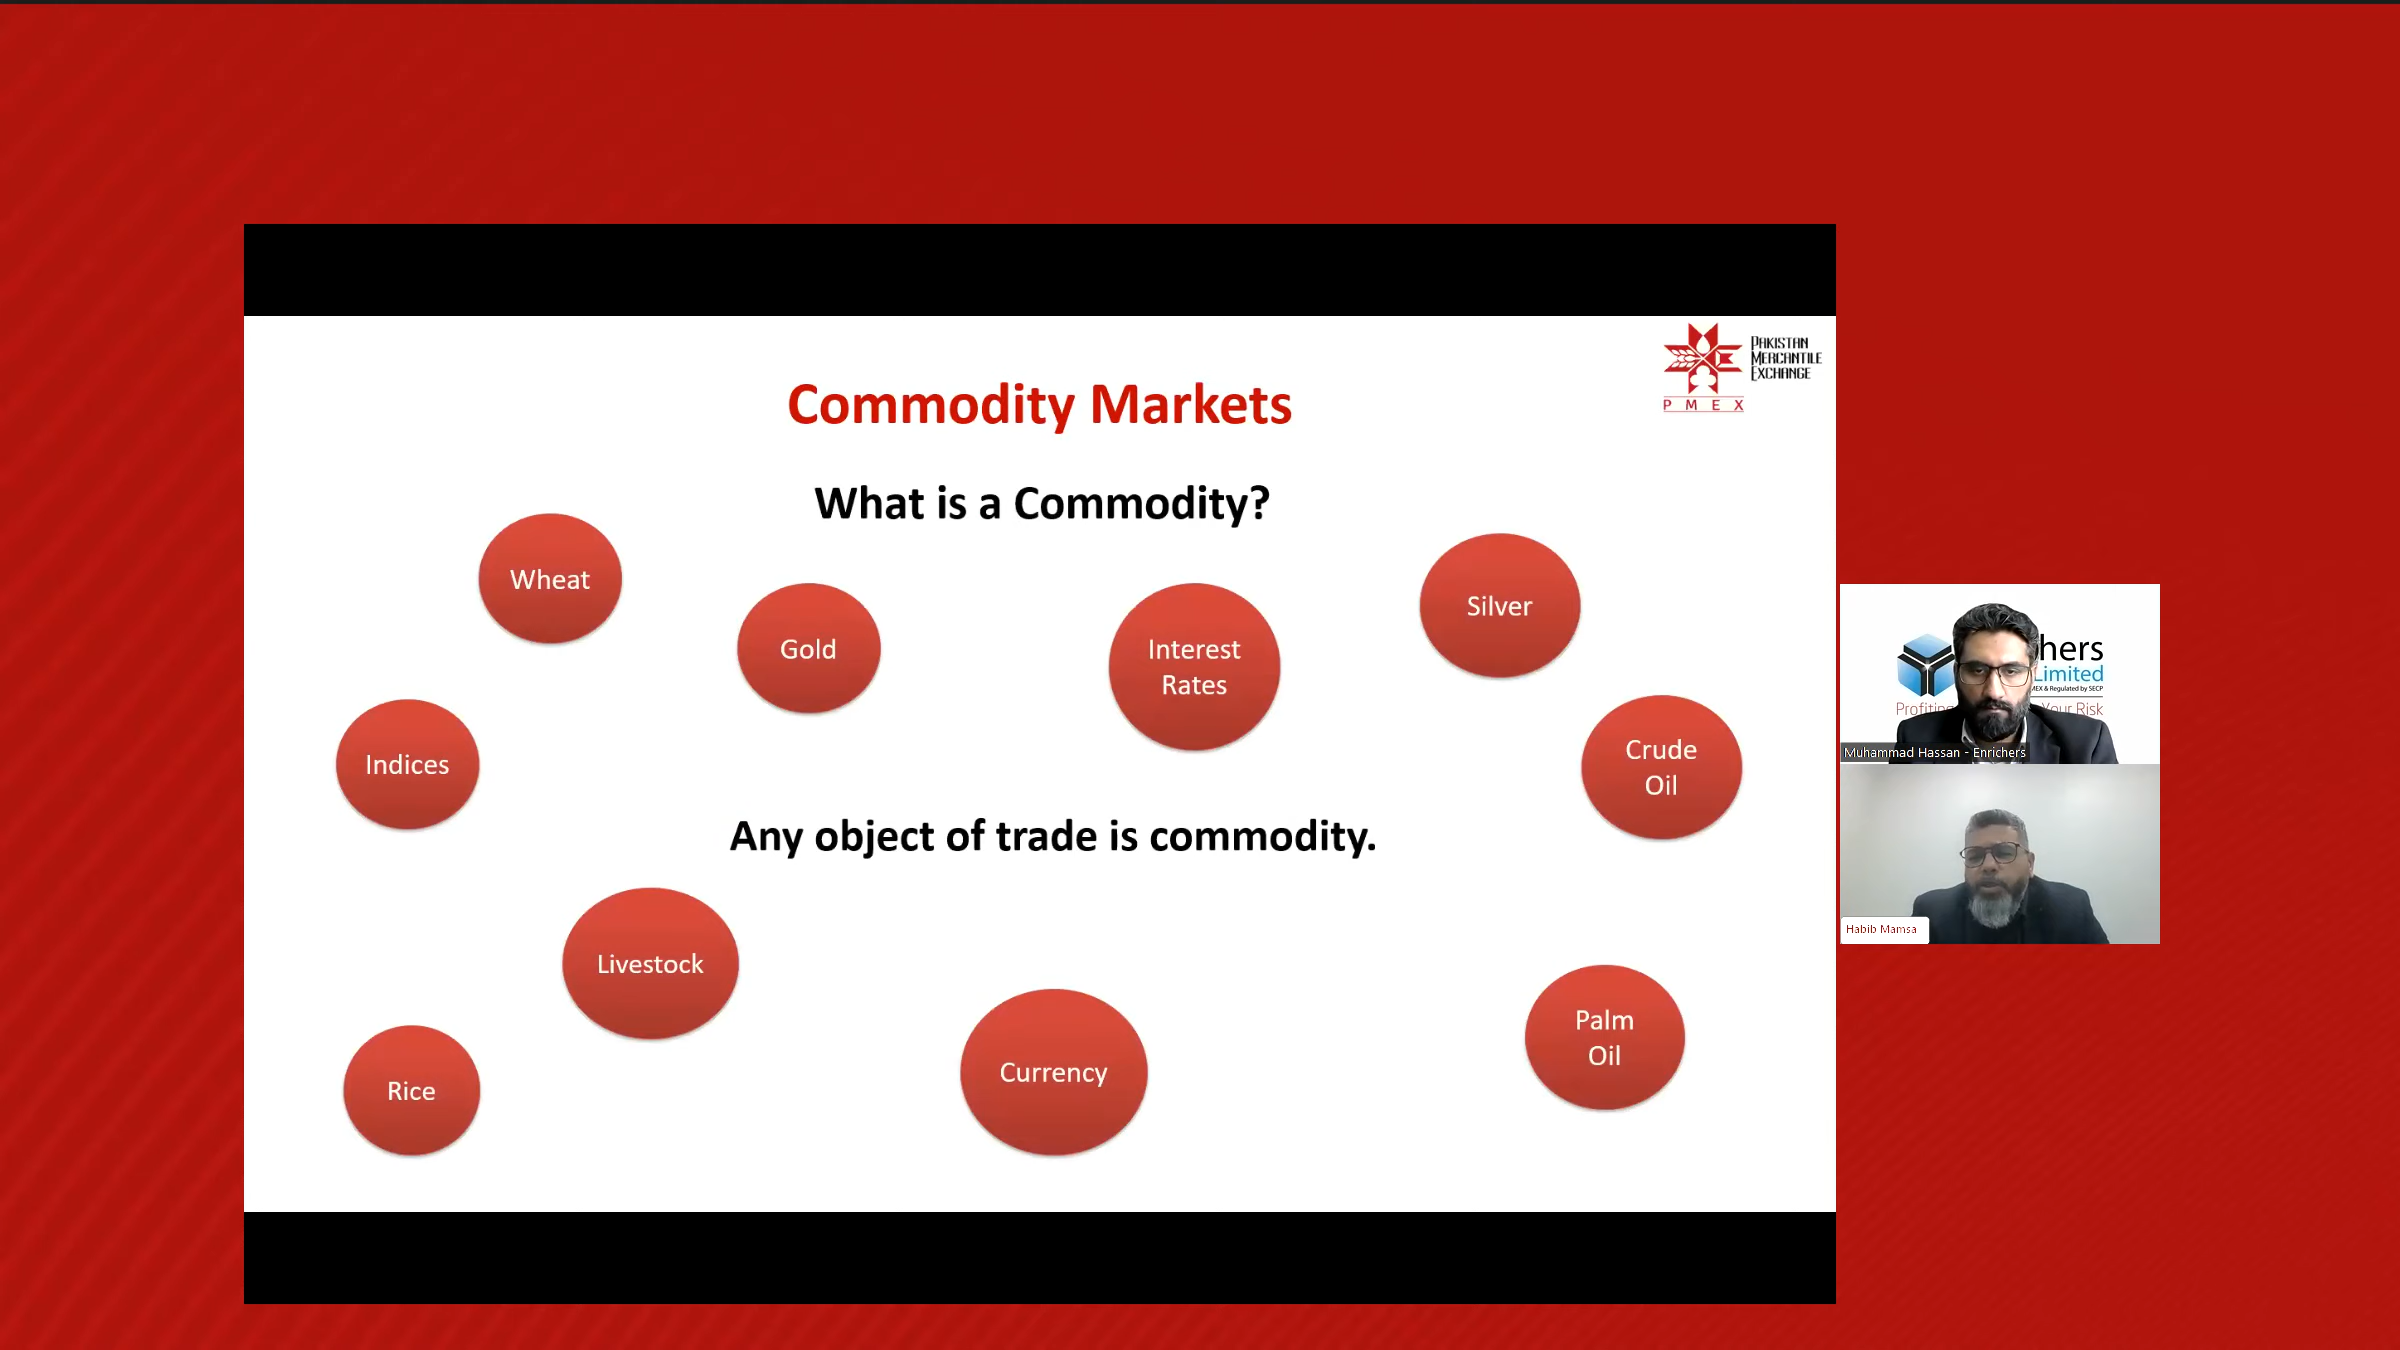 PAKISTAN
MERCANTILE
EXCHANGE
PMEX
Commodity Markets
What is a Commodity?
Wheat
Gold
Interest
Rates
Silver
Indices
Crude
Oil
Any object of trade is commodity.
Livestock
Rice
Currency
Palm
Oil
hers
Limited
MEX & Regulated by SECP
Profiting
Your Risk
Muhammad Hassan - Enrichers
Habib Mamsa